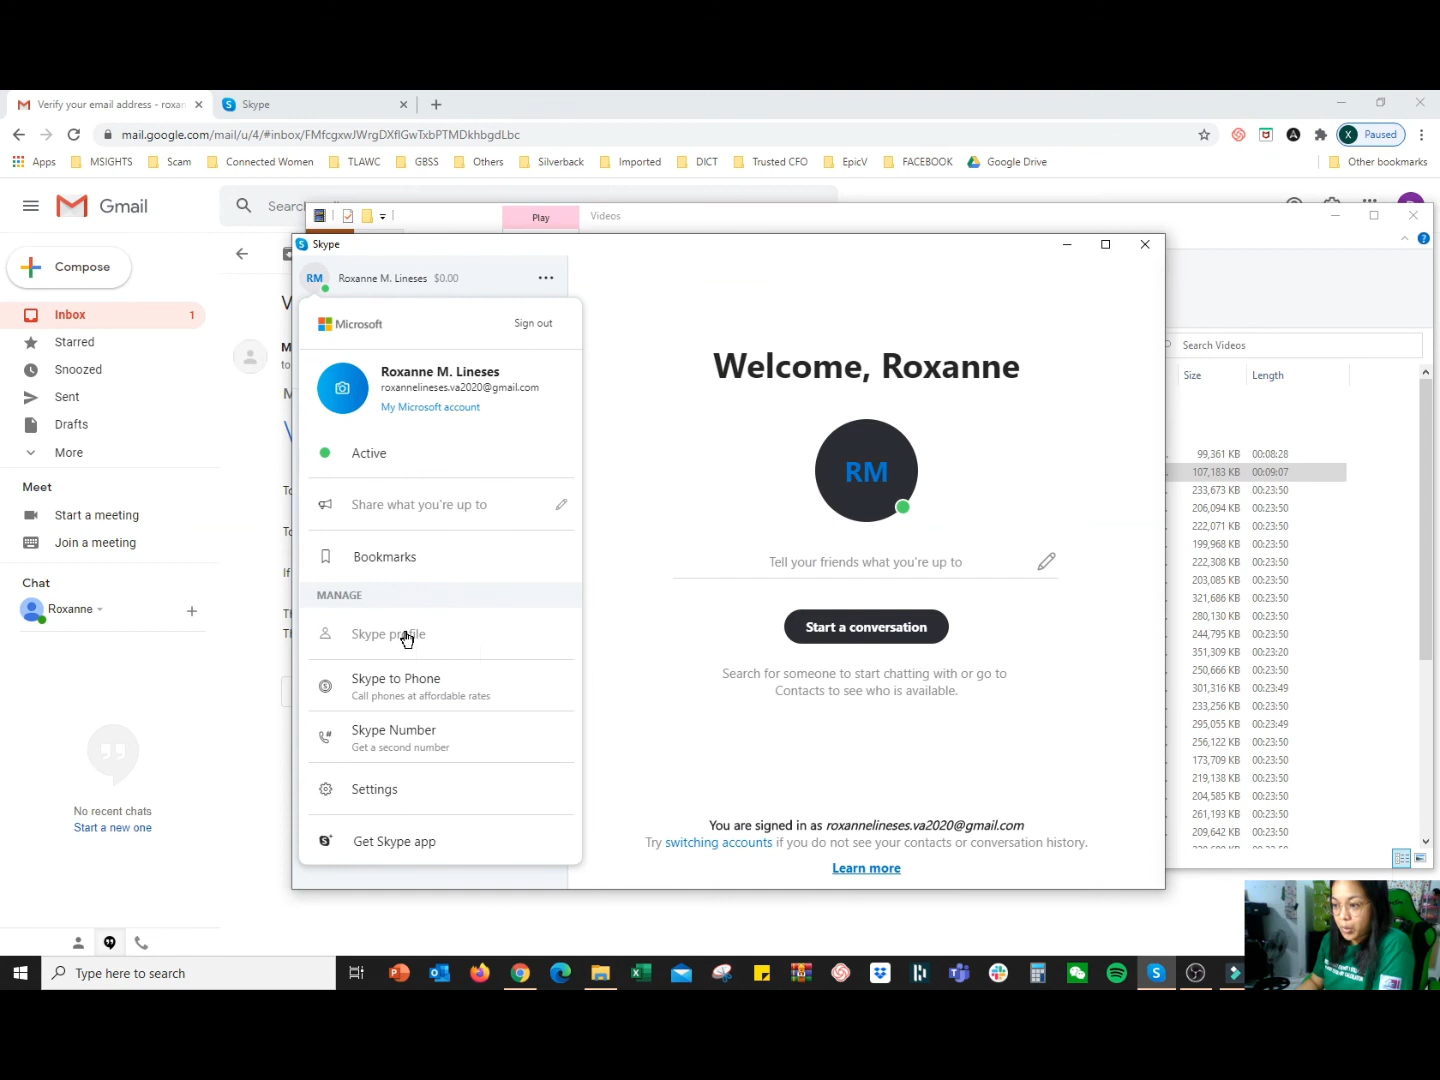 Verify your email address - roxan
Skype
mail.google.com/mail/u/4/#inbox/FMfcgxwJWrgDXflGwTxbPTMDkhbgdLbc
X Paused
Apps MSIGHTS Scam Connected Women TLAWC GBSS Others Silverback Imported DICT Trusted CFO EpicV FACEBOOK Google Drive Other bookmarks
Gmail
Play Videos
Compose
Inbox 1
Starred
Snoozed
Sent
Drafts
More
Meet
Start a meeting
Join a meeting
Chat
Roxanne
No recent chats
Start a new one
Skype
RM Roxanne M. Lineses $0.00
Microsoft Sign out
Roxanne M. Lineses
roxannelineses.va2020@gmail.com
My Microsoft account
Active
Share what you're up to
Bookmarks
MANAGE
Skype profile
Skype to Phone
Call phones at affordable rates
Skype Number
Get a second number
Settings
Get Skype app
Welcome, Roxanne
RM
Tell your friends what you're up to
Start a conversation
Search for someone to start chatting with or go to
Contacts to see who is available.
You are signed in as roxannelineses.va2020@gmail.com
Try switching accounts if you do not see your contacts or conversation history.
Learn more
Search Videos
Size Length
99,361 KB 00:08:28
107,183 KB 00:09:07
233,673 KB 00:23:50
206,094 KB 00:23:50
222,071 KB 00:23:50
199,968 KB 00:23:50
222,308 KB 00:23:50
203,085 KB 00:23:50
321,686 KB 00:23:50
280,130 KB 00:23:50
244,795 KB 00:23:50
351,309 KB 00:23:20
250,666 KB 00:23:50
301,316 KB 00:23:49
233,256 KB 00:23:50
295,055 KB 00:23:49
256,122 KB 00:23:50
173,709 KB 00:23:50
219,138 KB 00:23:50
204,585 KB 00:23:50
261,193 KB 00:23:50
209,642 KB 00:23:50
Type here to search